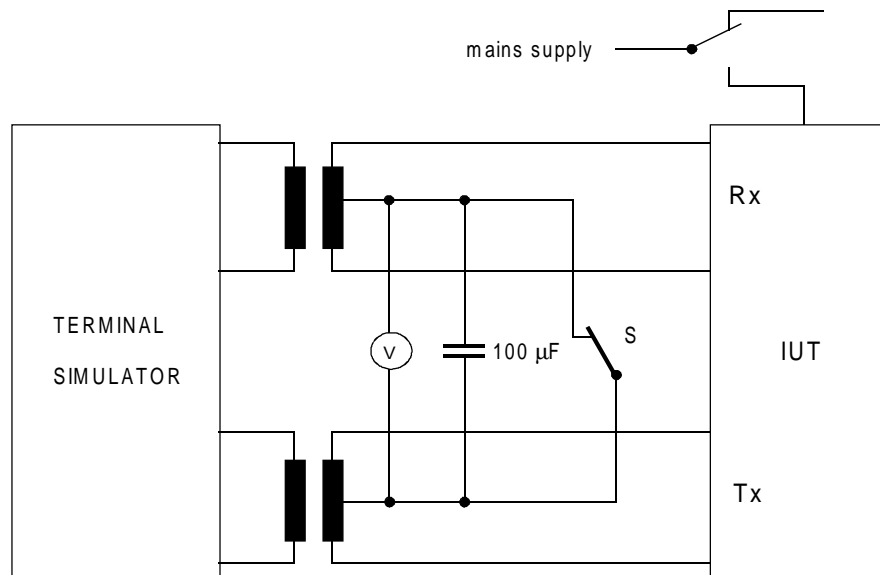 mains supply
Rx
TERMINAL
SIMULATOR
V
100 μF
S
IUT
Tx